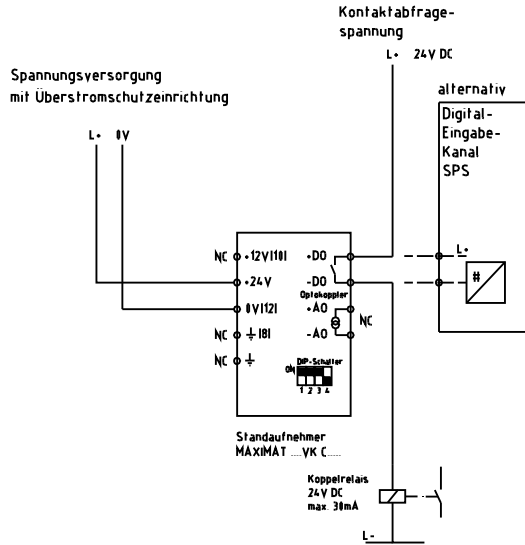 Kontaktabfrage-
spannung
L+ 24V DC
Spannungsversorgung
mit Überstromschutzeinrichtung
L+ 0V
alternativ
Digital-
Eingabe-
Kanal
SPS
L+
#
NC +12V(10) +DO
+24V -DO
Optokoppler
0V(12) +AO
NC
NC (8) -AO
NC
DIP-Schalter
ON
1 2 3 4
Standaufnehmer
MAXIMAT ....VK C......
Koppelrelais
24V DC
max. 30mA
L-